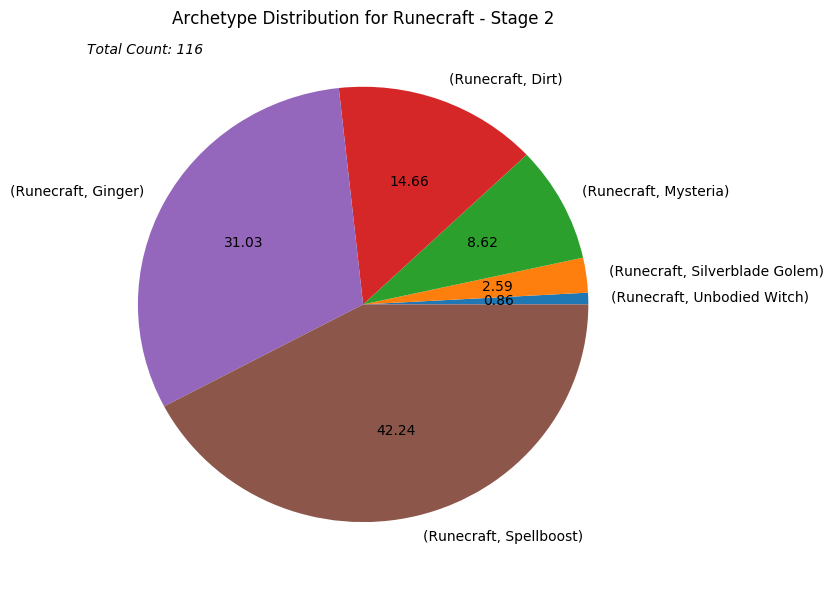 Archetype Distribution for Runecraft - Stage 2
Total Count: 116
(Runecraft, Dirt)
(Runecraft, Ginger)
(Runecraft, Mysteria)
14.66
31.03
8.62
(Runecraft, Silverblade Golem)
2.59
(Runecraft, Unbodied Witch)
0.86
42.24
(Runecraft, Spellboost)